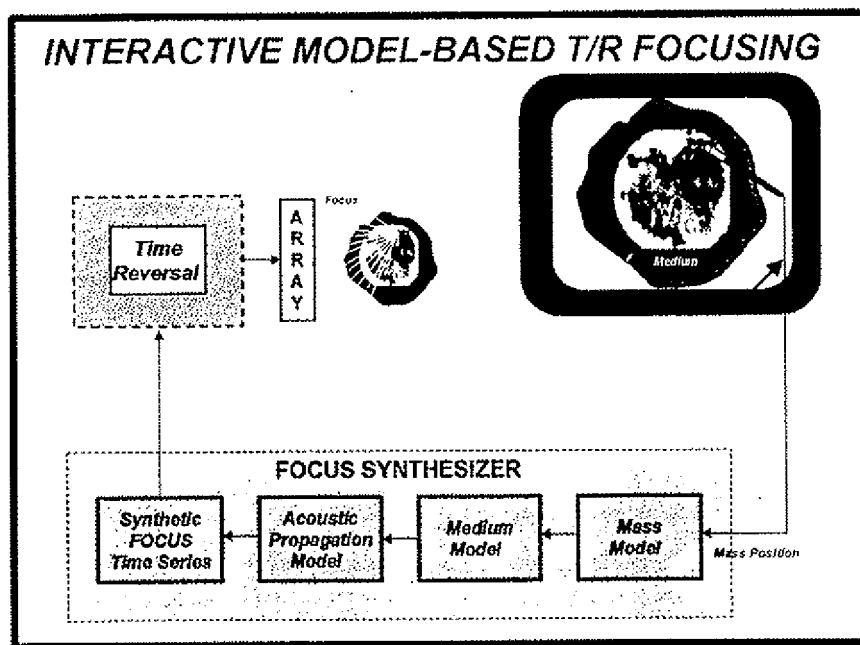 INTERACTIVE MODEL-BASED T/R FOCUSING
Medium
Time
Reversal
A
R
R
A
Y
Focus
FOCUS SYNTHESIZER
Synthetic
FOCUS
Time Series
Acoustic
Propagation
Model
Medium
Model
Mass
Model
Mass Position